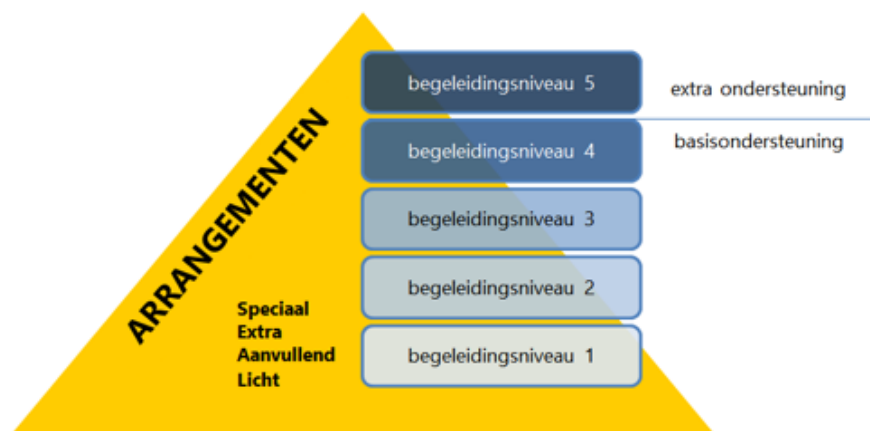 ARRANGEMENTEN
begeleidingsniveau 5
extra ondersteuning
basisondersteuning
begeleidingsniveau 4
begeleidingsniveau 3
begeleidingsniveau 2
Speciaal
Extra
Aanvullend
Licht
begeleidingsniveau 1